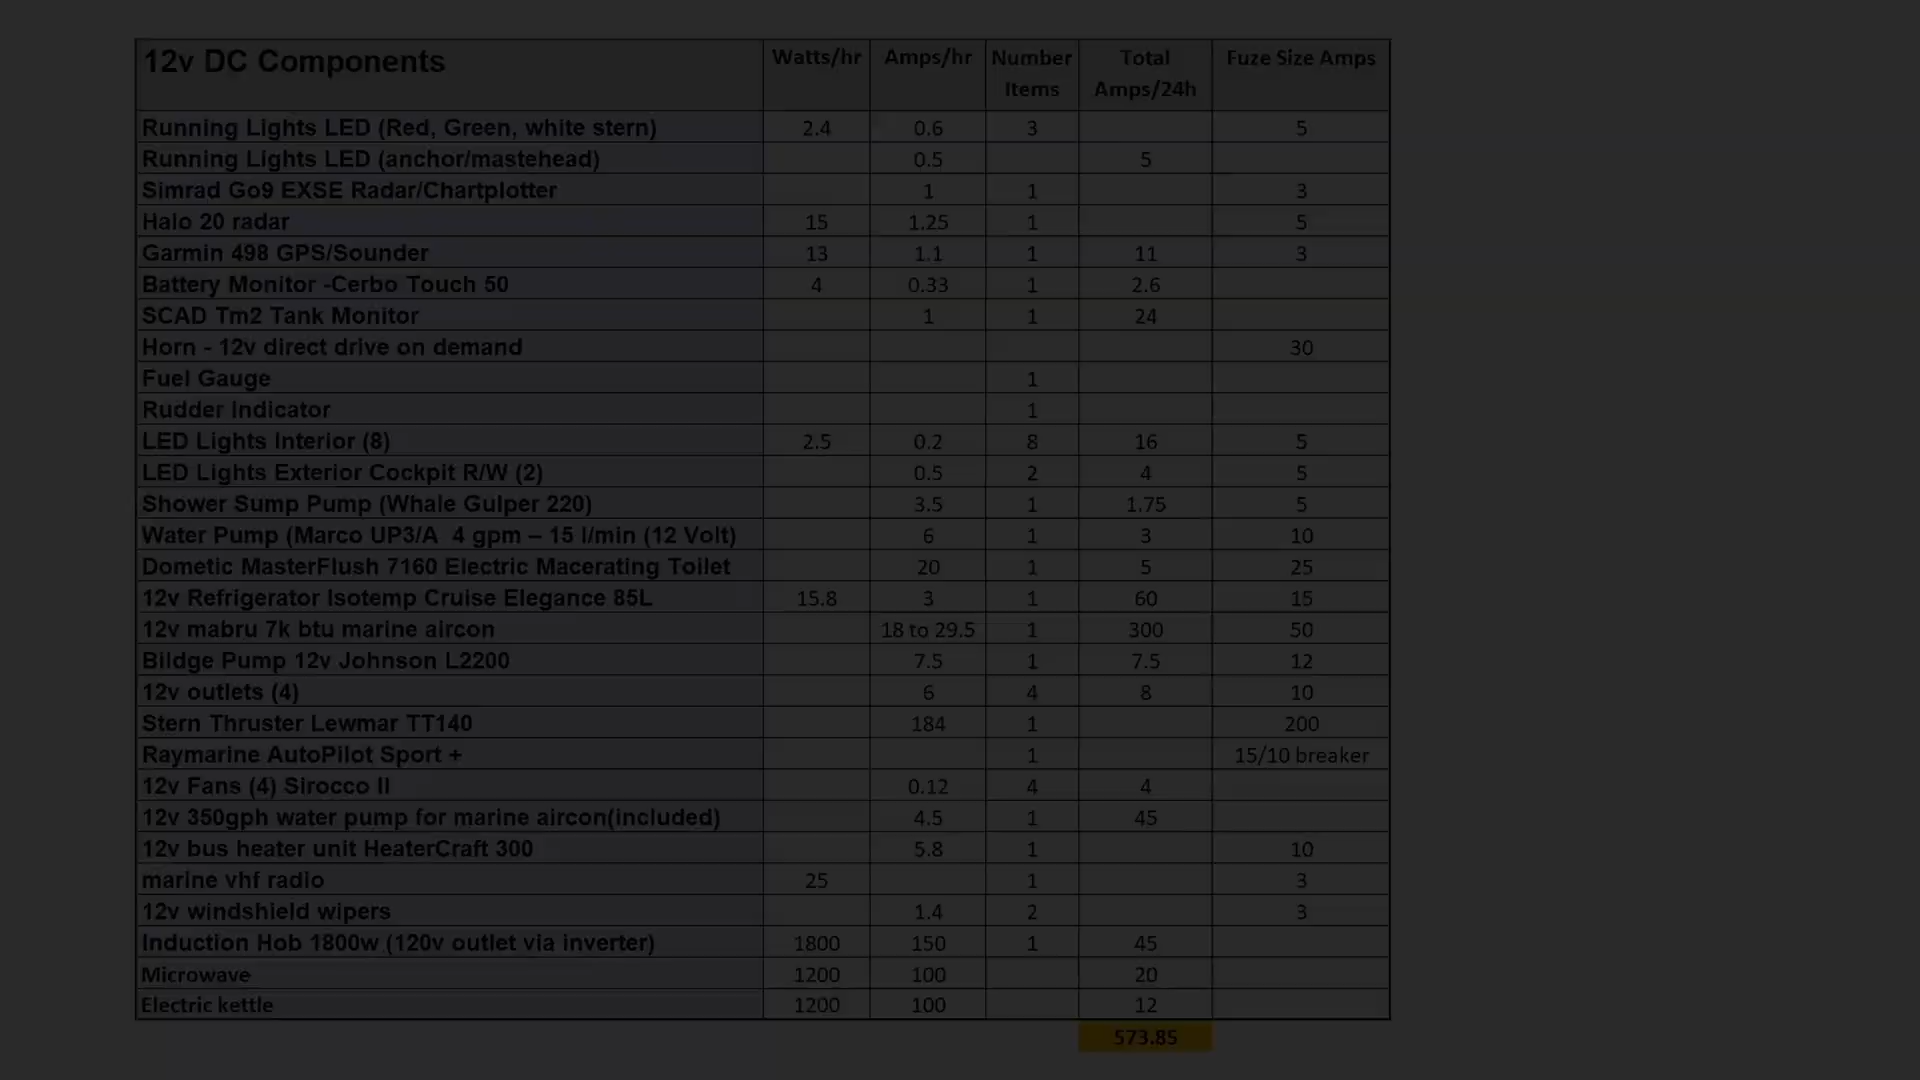 12v DC Components Watts/hr Amps/hr Number Items Total Amps/24h Fuze Size Amps
Running Lights LED (Red, Green, white stern) 2.4 0.6 3 5
Running Lights LED (anchor/mastehead) 0.5 5
Simrad Go9 EXSE Radar/Chartplotter 1 1 3
Halo 20 radar 15 1.25 1 5
Garmin 498 GPS/Sounder 13 1.1 1 11 3
Battery Monitor -Cerbo Touch 50 4 0.33 1 2.6
SCAD Tm2 Tank Monitor 1 1 24
Horn - 12v direct drive on demand 30
Fuel Gauge 1
Rudder Indicator 1
LED Lights Interior (8) 2.5 0.2 8 16 5
LED Lights Exterior Cockpit R/W (2) 0.5 2 4 5
Shower Sump Pump (Whale Gulper 220) 3.5 1 1.75 5
Water Pump (Marco UP3/A 4 gpm – 15 l/min (12 Volt) 6 1 3 10
Dometic MasterFlush 7160 Electric Macerating Toilet 20 1 5 25
12v Refrigerator Isotemp Cruise Elegance 85L 15.8 3 1 60 15
12v mabru 7k btu marine aircon 18 to 29.5 1 300 50
Bildge Pump 12v Johnson L2200 7.5 1 7.5 12
12v outlets (4) 6 4 8 10
Stern Thruster Lewmar TT140 184 1 200
Raymarine AutoPilot Sport + 1 15/10 breaker
12v Fans (4) Sirocco II 0.12 4 4
12v 350gph water pump for marine aircon(included) 4.5 1 45
12v bus heater unit HeaterCraft 300 5.8 1 10
marine vhf radio 25 1 3
12v windshield wipers 1.4 2 3
Induction Hob 1800w (120v outlet via inverter) 1800 150 1 45
Microwave 1200 100 20
Electric kettle 1200 100 12
573.85